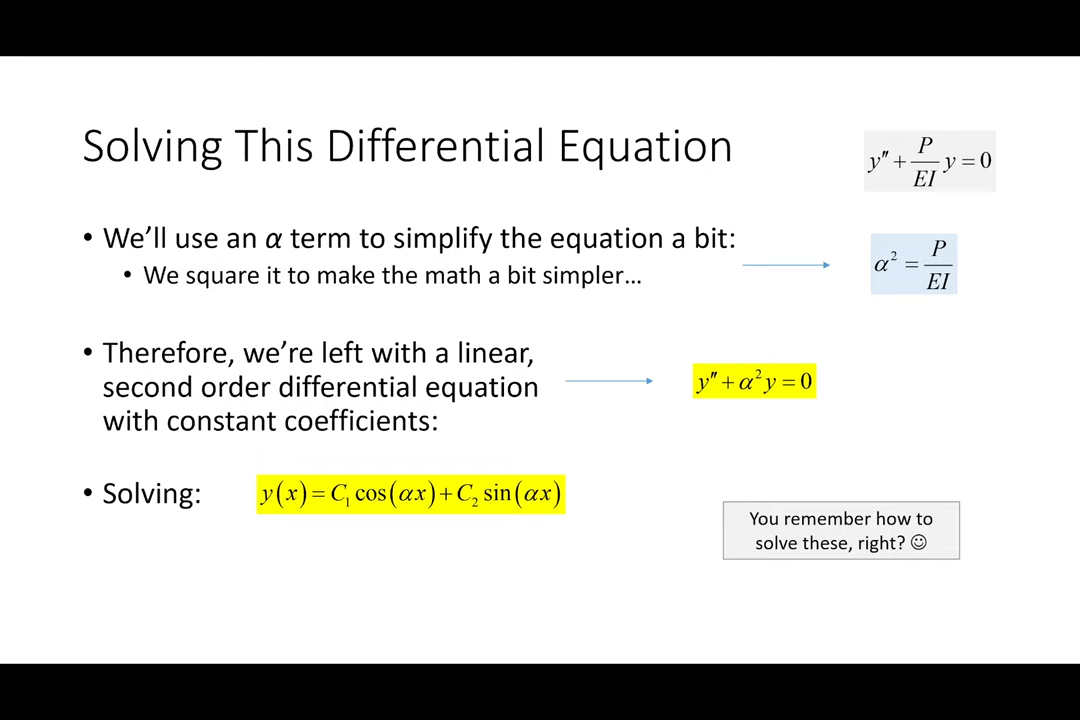 Solving This Differential Equation
y″ + P/EI y = 0
• We’ll use an α term to simplify the equation a bit:
• We square it to make the math a bit simpler…
α² = P/EI
• Therefore, we’re left with a linear,
second order differential equation
with constant coefficients:
y″ + α²y = 0
• Solving:
y(x) = C₁ cos(αx) + C₂ sin(αx)
You remember how to
solve these, right? ☺